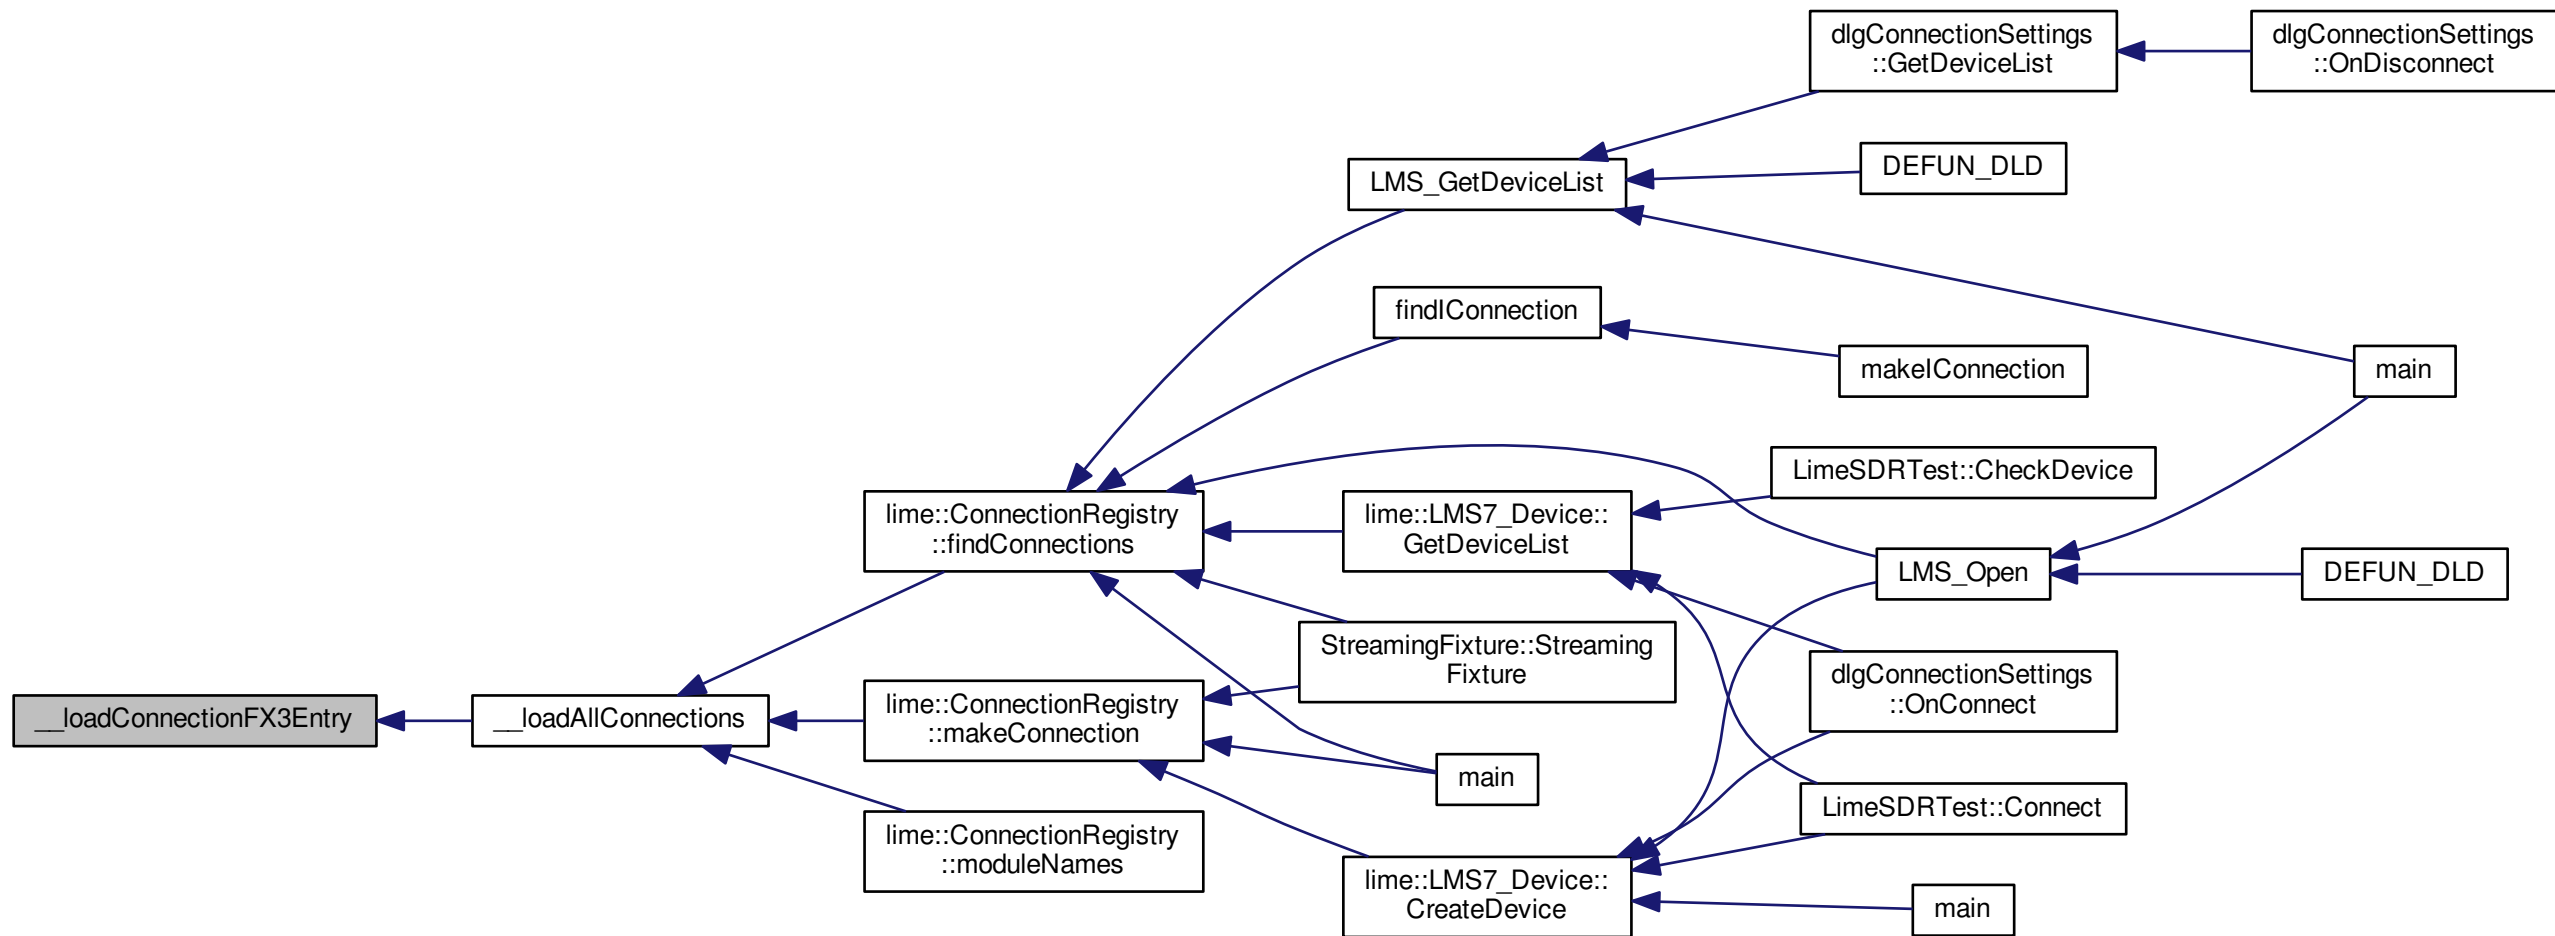 dlgConnectionSettings
::GetDeviceList
dlgConnectionSettings
::OnDisconnect
DEFUN_DLD
LMS_GetDeviceList
findIConnection
makeIConnection
main
LimeSDRTest::CheckDevice
lime::ConnectionRegistry
::findConnections
lime::LMS7_Device::
GetDeviceList
LMS_Open
DEFUN_DLD
StreamingFixture::Streaming
Fixture
dlgConnectionSettings
::OnConnect
__loadConnectionFX3Entry
__loadAllConnections
lime::ConnectionRegistry
::makeConnection
main
LimeSDRTest::Connect
lime::ConnectionRegistry
::moduleNames
lime::LMS7_Device::
CreateDevice
main